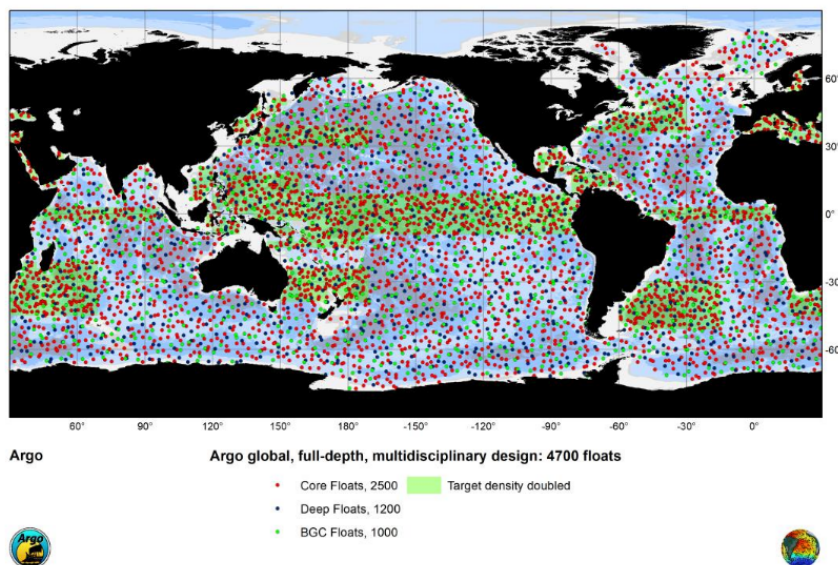 60°
30°
0°
-30°
-60°
60° 90° 120° 150° 180° -150° -120° -90° -60° -30° 0°
Argo
Argo global, full-depth, multidisciplinary design: 4700 floats
Core Floats, 2500 Target density doubled
Deep Floats, 1200
BGC Floats, 1000
Argo